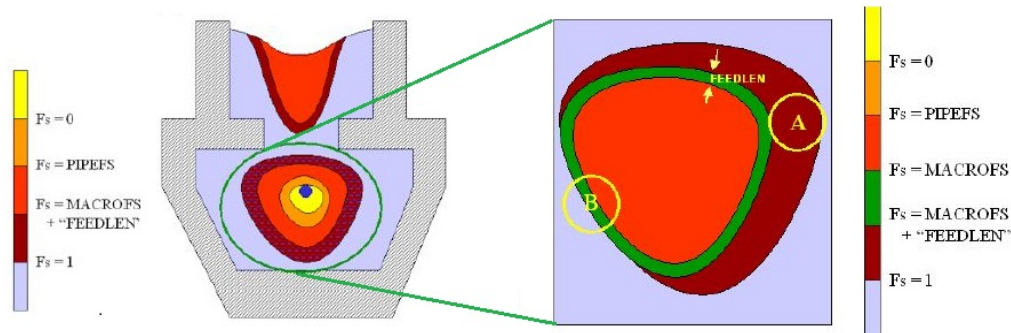 Fs = 0
Fs = PIPEFS
Fs = MACROFS
+ “FEEDLEN’
Fs = 1
FEEDLEN
A
B
Fs = 0
Fs = PIPEFS
Fs = MACROFS
Fs = MACROFS
+ “FEEDLEN”
Fs = 1